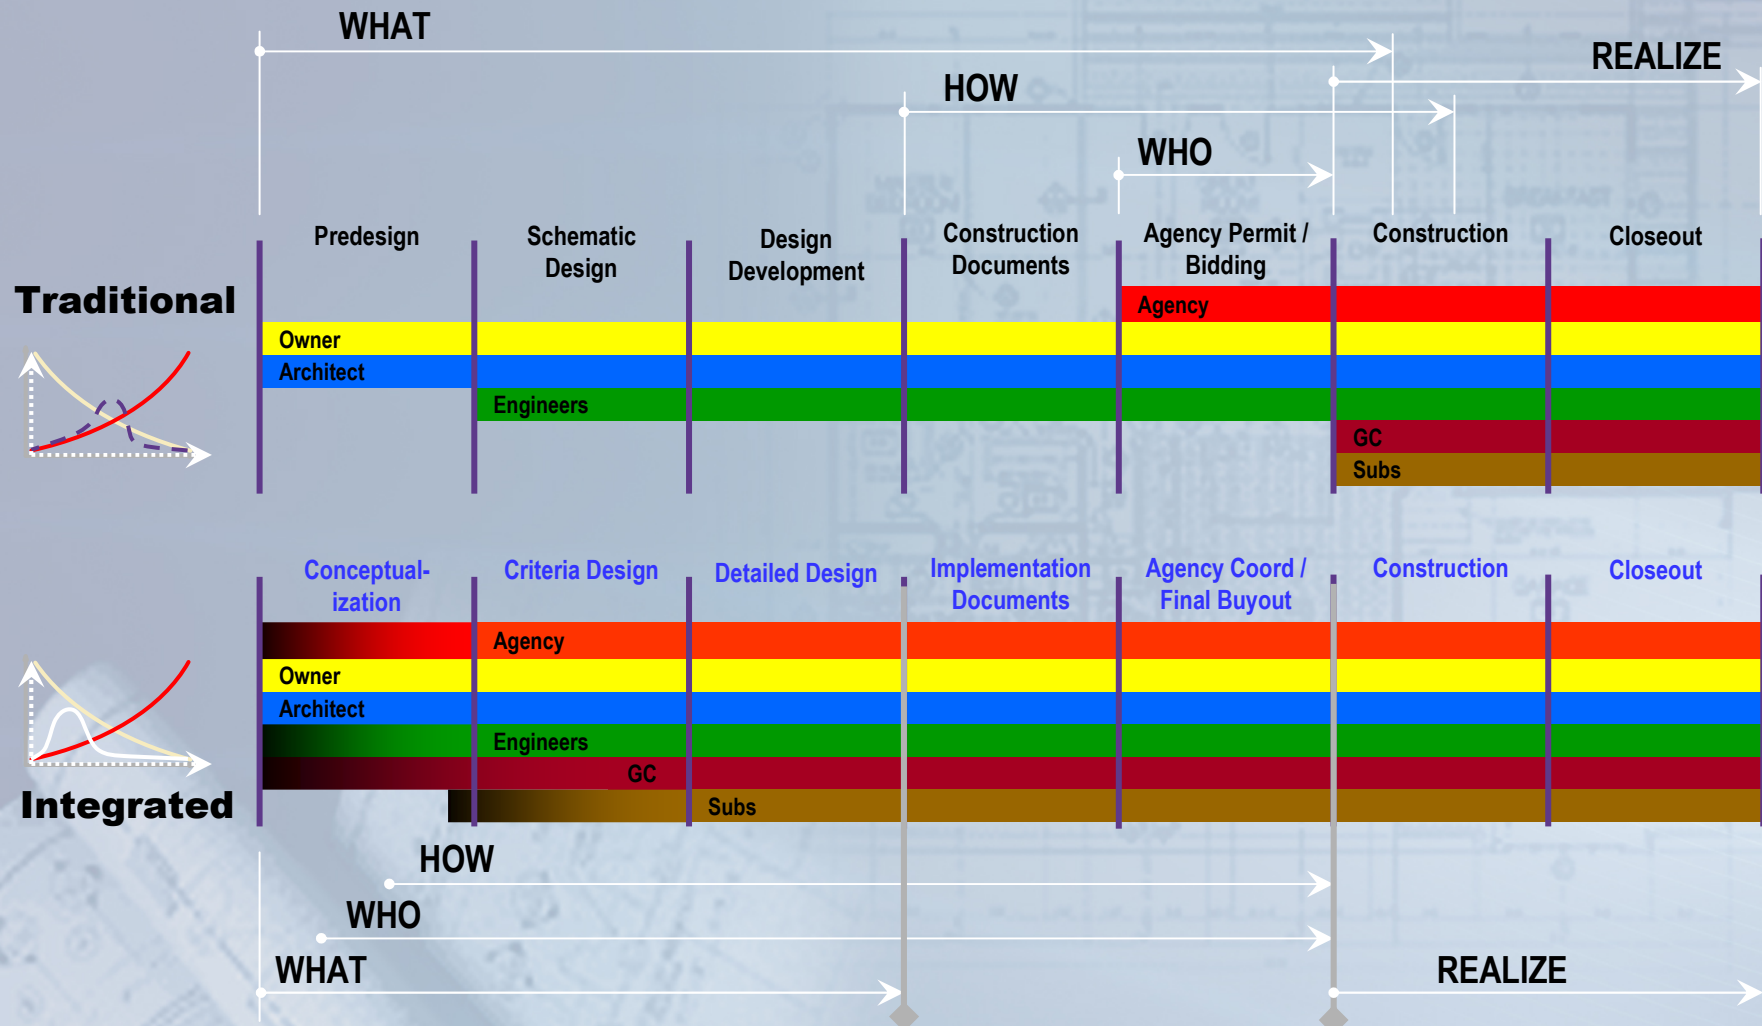 WHAT
REALIZE
HOW
WHO
Predesign
Schematic
Design
Design
Development
Construction
Documents
Agency Permit /
Bidding
Construction
Closeout
Traditional
Agency
Owner
Architect
Engineers
GC
Subs
Conceptual-
ization
Criteria Design
Detailed Design
Implementation
Documents
Agency Coord /
Final Buyout
Construction
Closeout
Agency
Owner
Architect
Engineers
GC
Integrated
Subs
HOW
WHO
WHAT
REALIZE
BREAKFAST